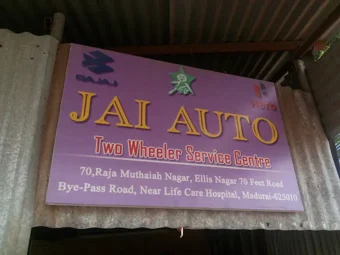 BAJAJ
HERO
JAI AUTO
Two Wheeler Service Centre
70,Raja Muthaiah Nagar, Ellis Nagar 70 Feet Road
Bye-Pass Road, Near Life Care Hospital, Madurai-625010